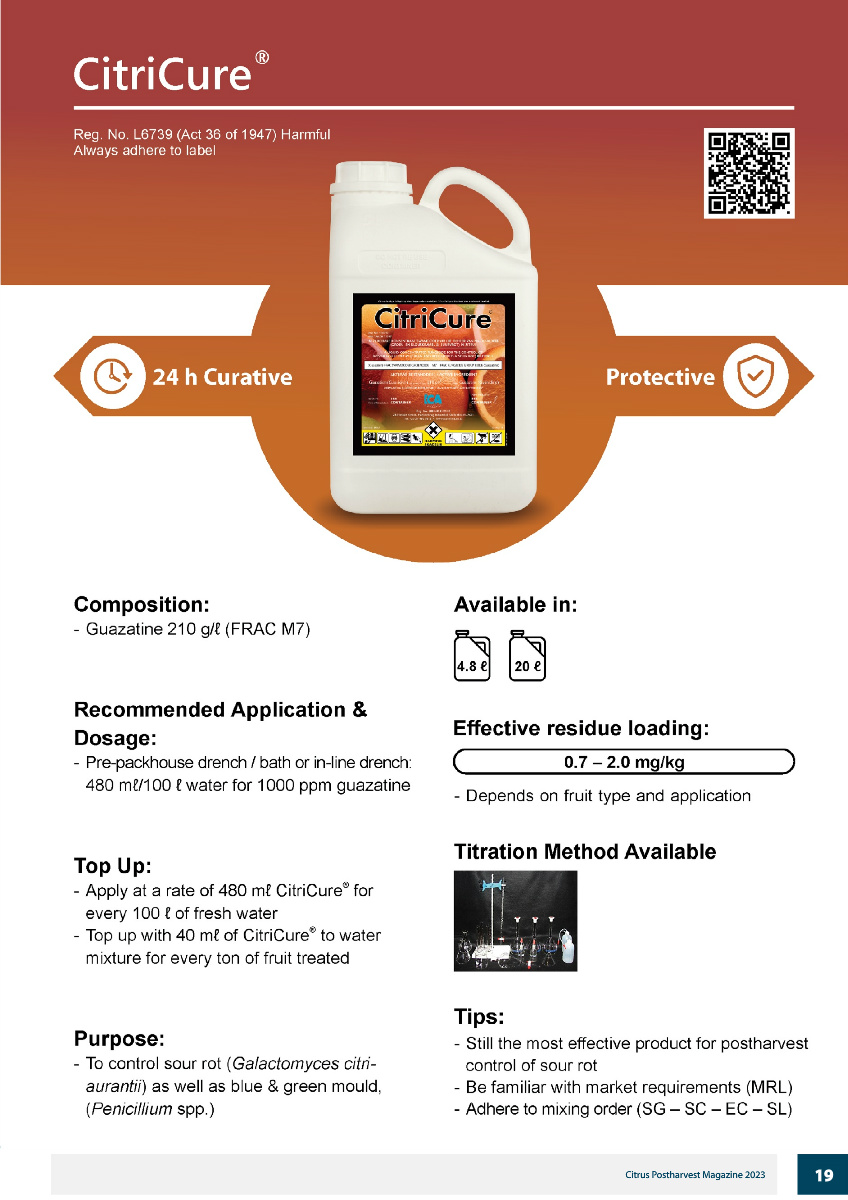 CitriCure®
Reg. No. L6739 (Act 36 of 1947) Harmful
Always adhere to label
CitriCure®
24 h Curative
Protective
Composition:
- Guazatine 210 g/ℓ (FRAC M7)
Recommended Application &
Dosage:
- Pre-packhouse drench / bath or in-line drench:
480 mℓ/100 ℓ water for 1000 ppm guazatine
Top Up:
- Apply at a rate of 480 mℓ CitriCure® for
every 100 ℓ of fresh water
- Top up with 40 mℓ of CitriCure® to water
mixture for every ton of fruit treated
Purpose:
- To control sour rot (Galactomyces citri-
aurantii) as well as blue & green mould,
(Penicillium spp.)
Available in:
4.8 ℓ
20 ℓ
Effective residue loading:
0.7 – 2.0 mg/kg
- Depends on fruit type and application
Titration Method Available
Tips:
- Still the most effective product for postharvest
control of sour rot
- Be familiar with market requirements (MRL)
- Adhere to mixing order (SG – SC – EC – SL)
Citrus Postharvest Magazine 2023
19